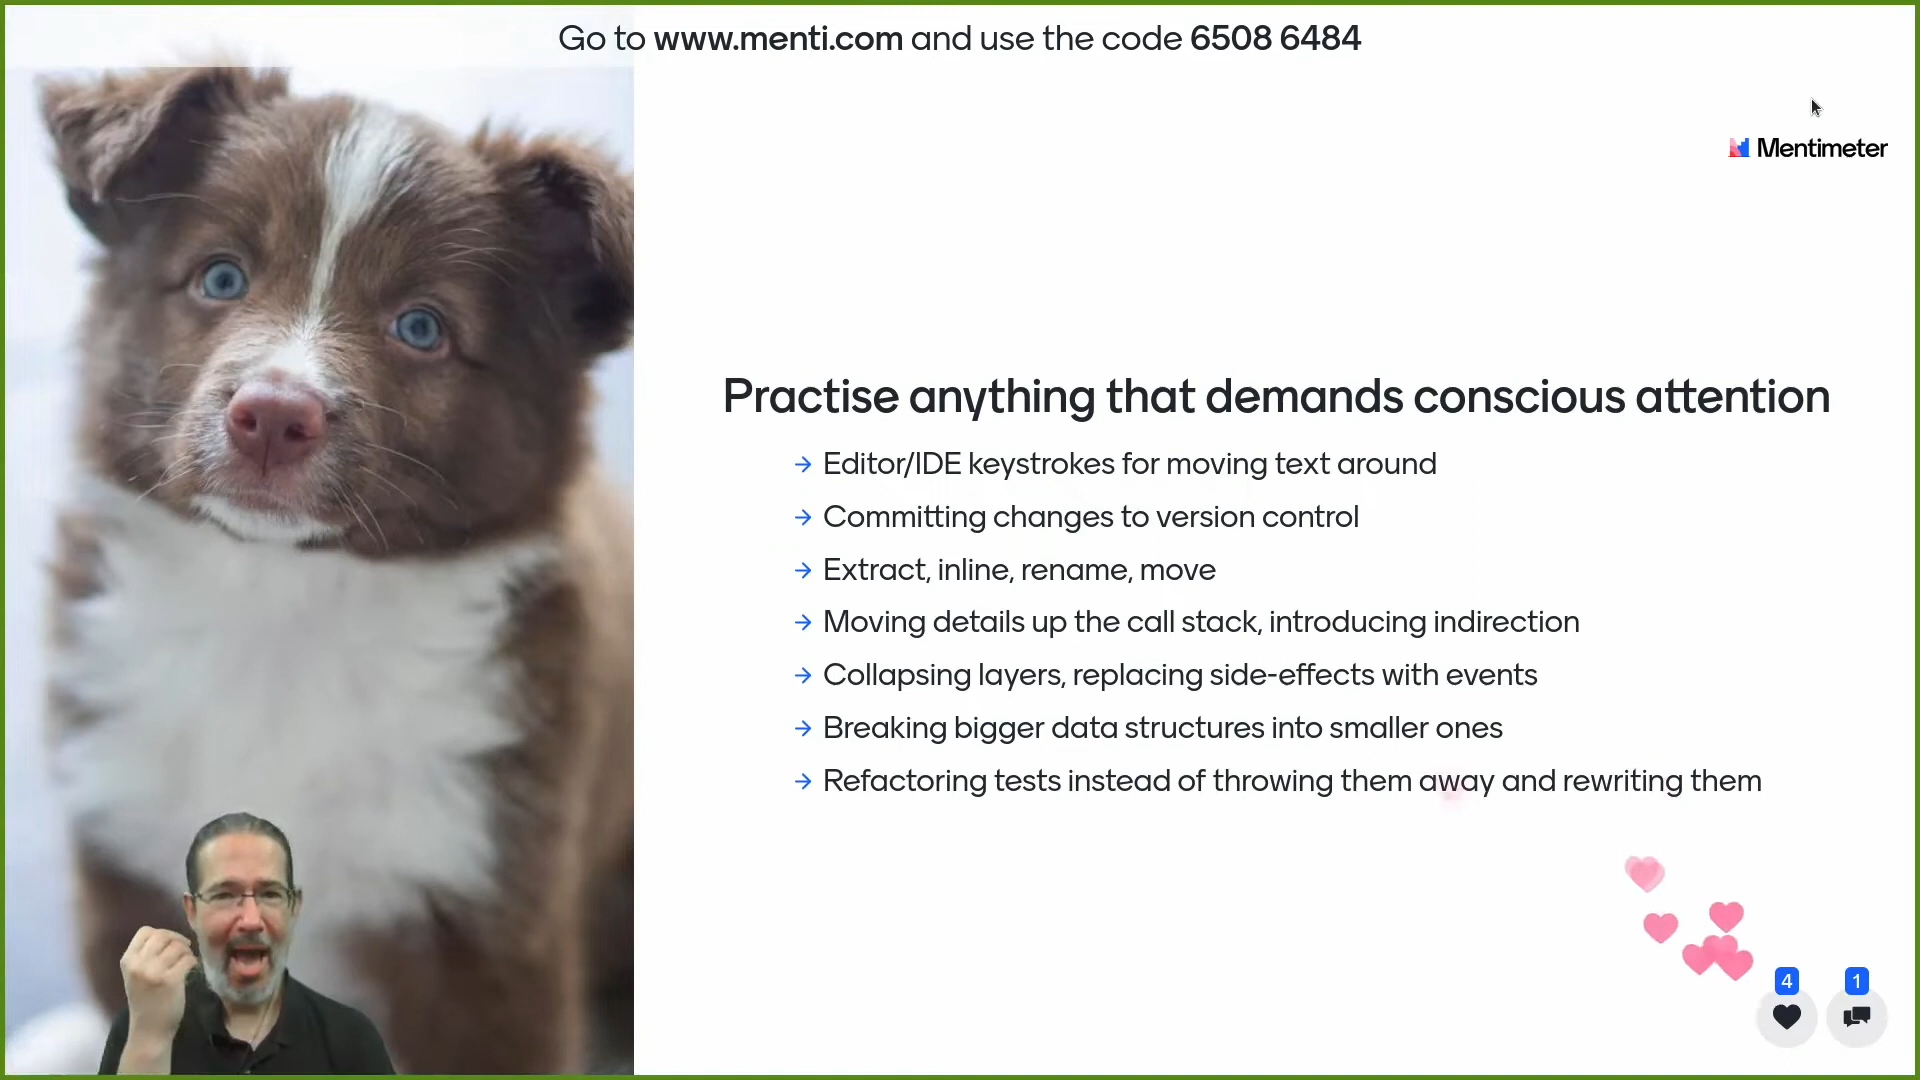 Go to www.menti.com and use the code 6508 6484
Mentimeter
Practise anything that demands conscious attention
→ Editor/IDE keystrokes for moving text around
→ Committing changes to version control
→ Extract, inline, rename, move
→ Moving details up the call stack, introducing indirection
→ Collapsing layers, replacing side-effects with events
→ Breaking bigger data structures into smaller ones
→ Refactoring tests instead of throwing them away and rewriting them
4 1